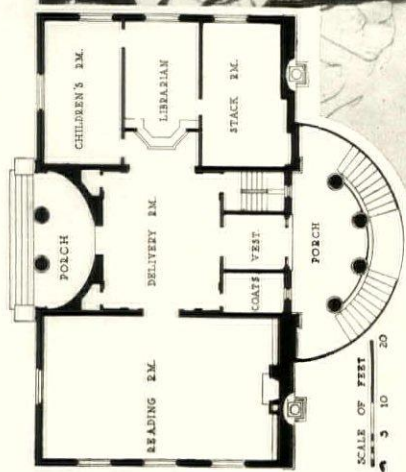 CHILDREN'S RM.
LIBRARIAN
STACK RM.
PORCH
DELIVERY RM.
VEST.
COATS
PORCH
READING RM.
SCALE OF FEET
0 5 10 20